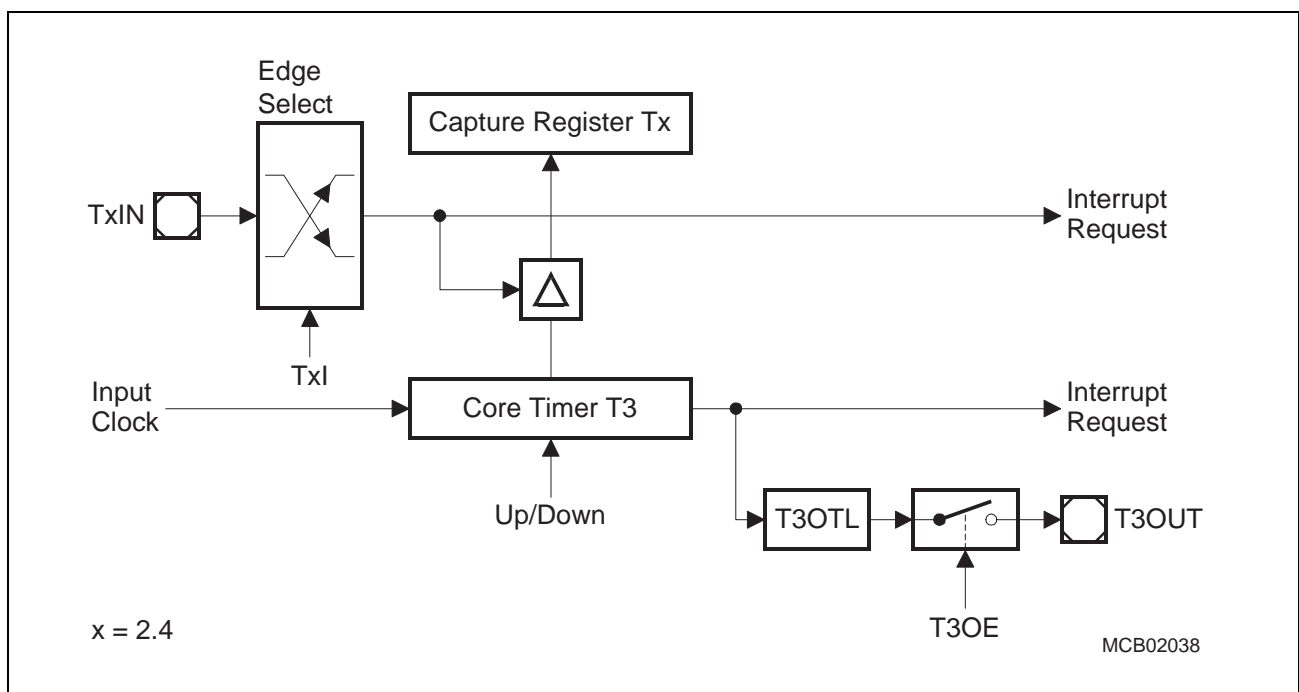 Edge
Select
Capture Register Tx
TxIN
Interrupt
Request
TxI
Input
Clock
Core Timer T3
Interrupt
Request
Up/Down
T3OTL
T3OUT
T3OE
x = 2.4
MCB02038